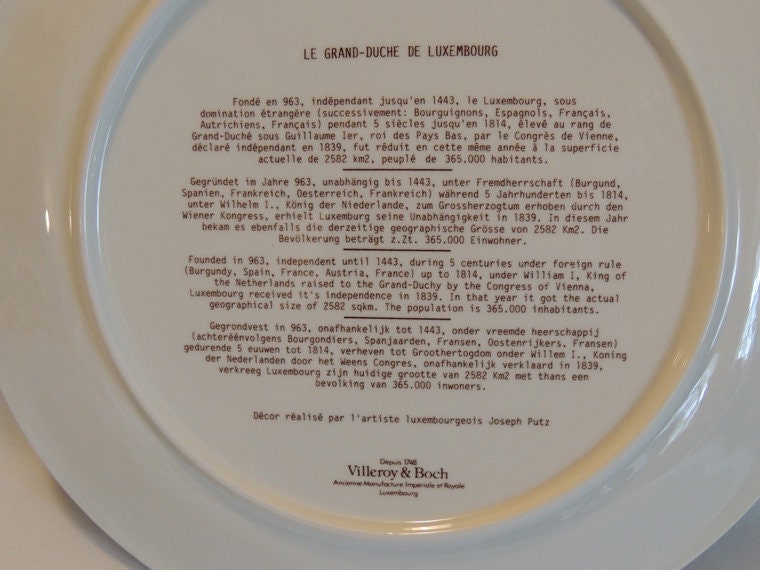 LE GRAND-DUCHE DE LUXEMBOURG
Fondé en 963, indépendant jusqu'en 1443, le Luxembourg, sous
domination étrangère (successivement: Bourguignons, Espagnols, Français,
Autrichiens, Français) pendant 5 siècles jusqu'en 1814, élevé au rang de
Grand-Duché sous Guillaume Ier, roi des Pays Bas, par le Congrès de Vienne,
déclaré indépendant en 1839, fut réduit en cette même année à la superficie
actuelle de 2582 km2, peuplé de 365.000 habitants.
Gegründet im Jahre 963, unabhängig bis 1443, unter Fremdherrschaft (Burgund,
Spanien, Frankreich, Oesterreich, Frankreich) während 5 Jahrhunderten bis 1814,
unter Wilhelm I., König der Niederlande, zum Grossherzogtum erhoben durch den
Wiener Kongress, erhielt Luxemburg seine Unabhängigkeit in 1839. In diesem Jahr
bekam es ebenfalls die derzeitige geographische Grösse von 2582 Km2. Die
Bevölkerung beträgt z.Zt. 365.000 Einwohner.
Founded in 963, independent until 1443, during 5 centuries under foreign rule
(Burgundy, Spain, France, Austria, France) up to 1814, under William I, King of
the Netherlands raised to the Grand-Duchy by the Congress of Vienna,
Luxembourg received it's independence in 1839. In that year it got the actual
geographical size of 2582 sqkm. The population is 365.000 inhabitants.
Gegrondvest in 963, onafhankelijk tot 1443, onder vreemde heerschappij
(achteréénvolgens Bourgondiers, Spanjaarden, Fransen, Oostenrijkers, Fransen)
gedurende 5 euuwen tot 1814, verheven tot Groothertogdom onder Willem I., Koning
der Nederlanden door het Weens Congres, onafhankelijk verklaard in 1839,
verkreeg Luxemburg zijn huidige grootte van 2582 Km2 met thans een
bevolking van 365.000 inwoners.
Décor réalisé par l'artiste luxembourgeois Joseph Putz
Depuis 1748
Villeroy & Boch
Ancienne Manufacture Impériale et Royale
Luxembourg